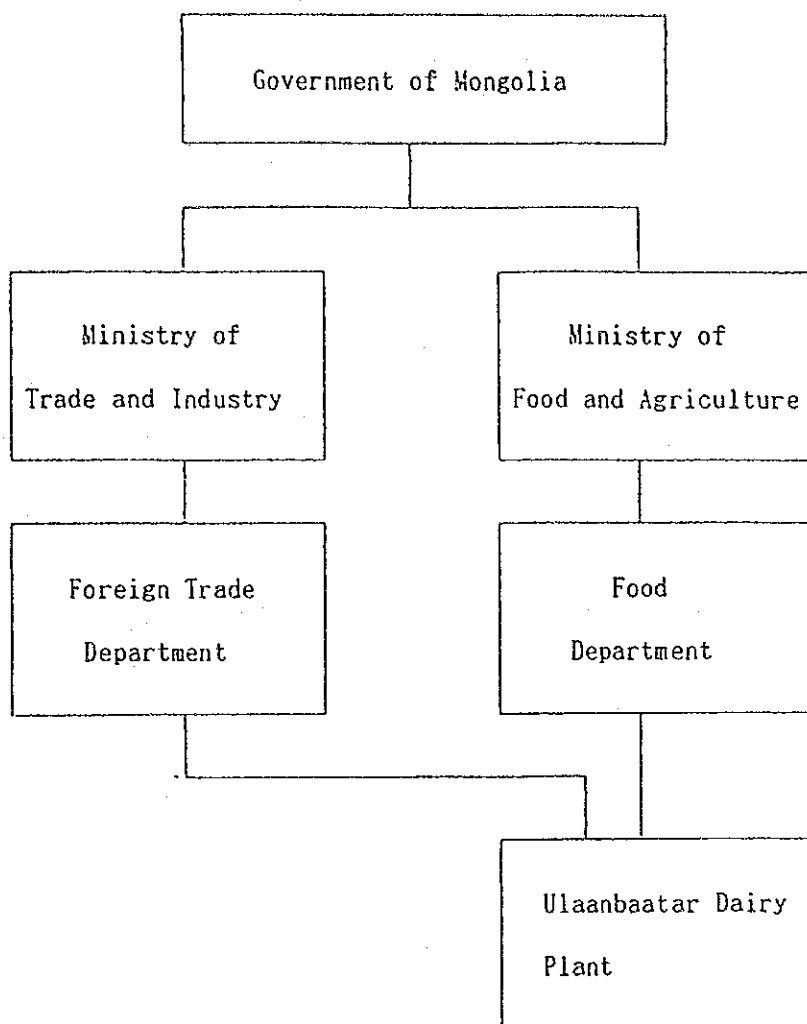 Government of Mongolia
Ministry of
Trade and Industry
Ministry of
Food and Agriculture
Foreign Trade
Department
Food
Department
Ulaanbaatar Dairy
Plant